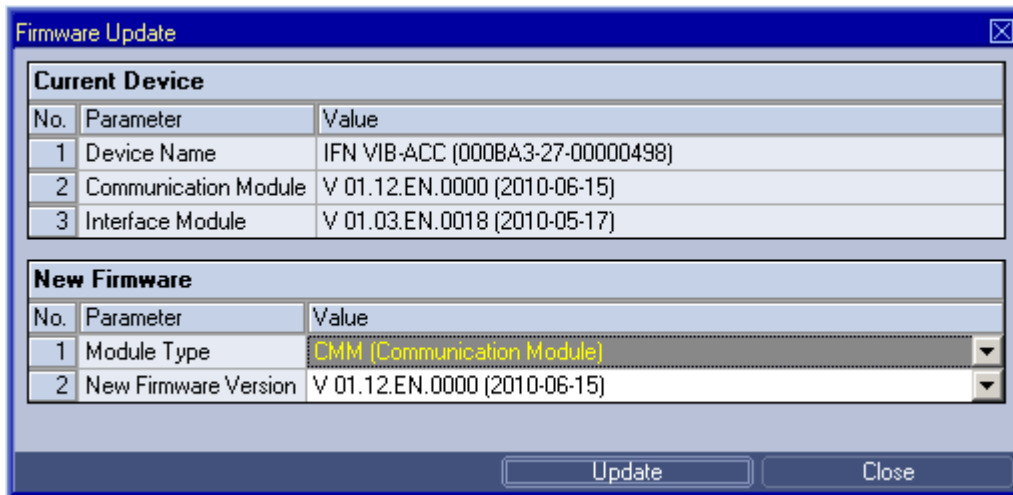 Firmware Update
Current Device
No. Parameter Value
1 Device Name IFN VIB-ACC (000BA3-27-00000498)
2 Communication Module V 01.12.EN.0000 (2010-06-15)
3 Interface Module V 01.03.EN.0018 (2010-05-17)
New Firmware
No. Parameter Value
1 Module Type CMM (Communication Module)
2 New Firmware Version V 01.12.EN.0000 (2010-06-15)
Update Close